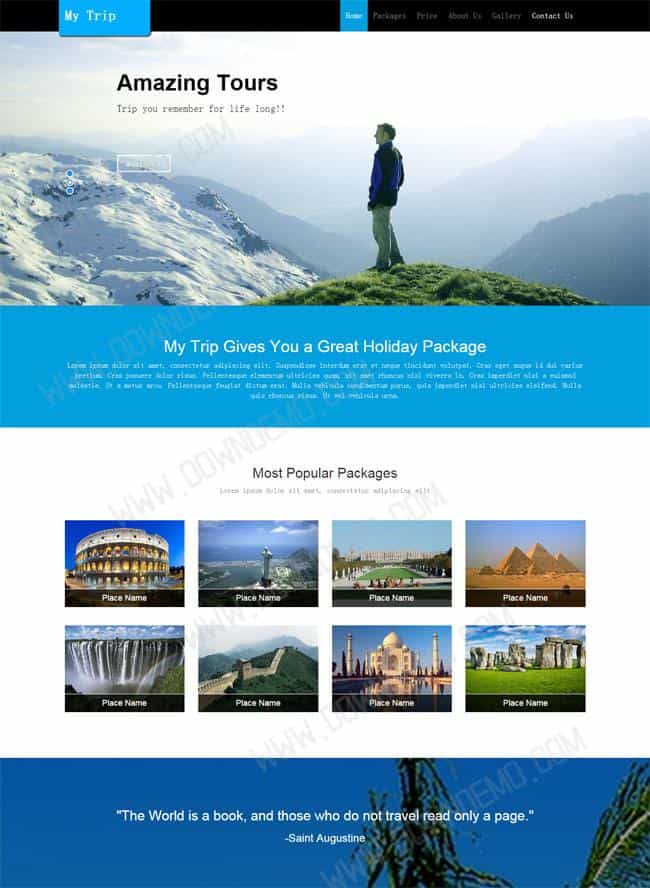 My Trip
Home Packages Price About Us Gallery Contact Us
Amazing Tours
Trip you remember for life long!!
My Trip Gives You a Great Holiday Package
Lorem ipsum dolor sit amet, consectetur adipiscing elit. Suspendisse interdum erat et neque tincidunt volutpat. Cras eget augue id dui varius
pretium. Cras posuere dolor risus. Pellentesque elementum ultricies quam, sit amet rhoncus nisl viverra in. Cras imperdiet nisi a euismod
molestie. Ut a metus arcu. Pellentesque feugiat dictum erat. Nulla vehicula condimentum purus, quis imperdiet nisl ultricies eleifend. Nulla
quis rhoncus risus. Ut vel vehicula urna.
Most Popular Packages
Lorem ipsum dolor sit amet, consectetur adipiscing elit
Place Name Place Name Place Name Place Name
Place Name Place Name Place Name Place Name
"The World is a book, and those who do not travel read only a page."
-Saint Augustine
WWW.DOWNDEMO.COM